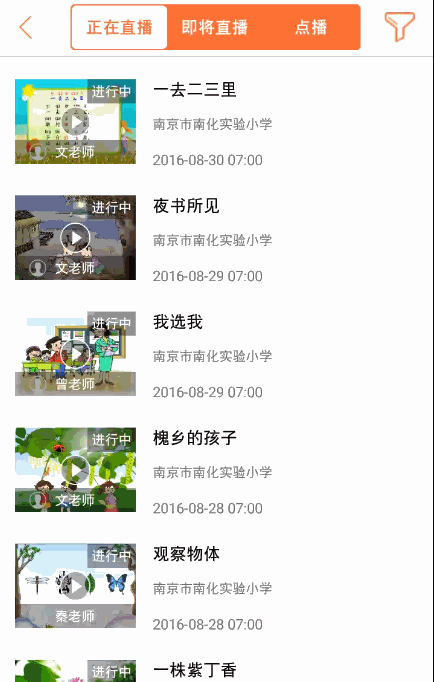 正在直播 即将直播 点播
进行中
文老师
一去二三里
南京市南化实验小学
2016-08-30 07:00
进行中
文老师
夜书所见
南京市南化实验小学
2016-08-29 07:00
进行中
曾老师
我选我
南京市南化实验小学
2016-08-29 07:00
进行中
文老师
槐乡的孩子
南京市南化实验小学
2016-08-28 07:00
进行中
秦老师
观察物体
南京市南化实验小学
2016-08-28 07:00
进行中
一株紫丁香